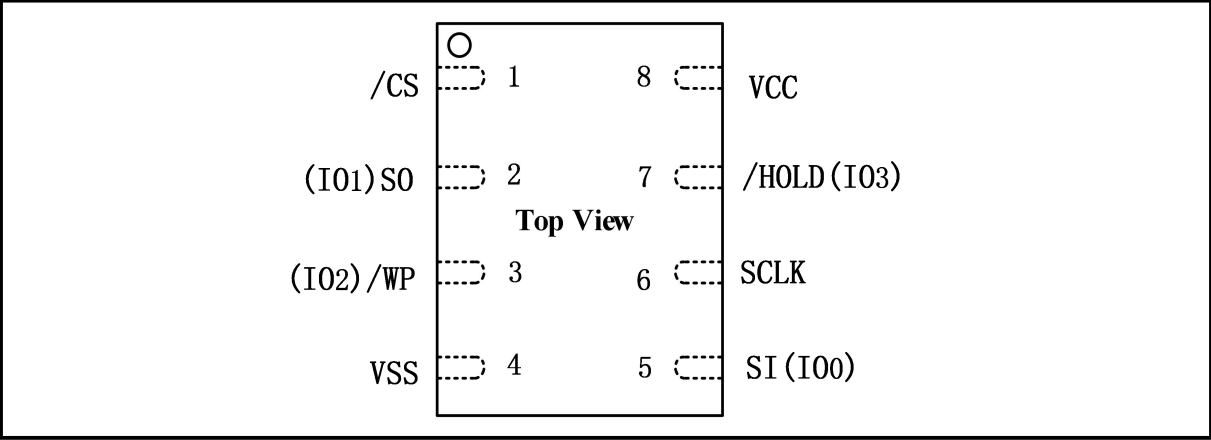 /CS 1 8 VCC
(IO1)SO 2 7 /HOLD(IO3)
Top View
(IO2)/WP 3 6 SCLK
VSS 4 5 SI(IO0)